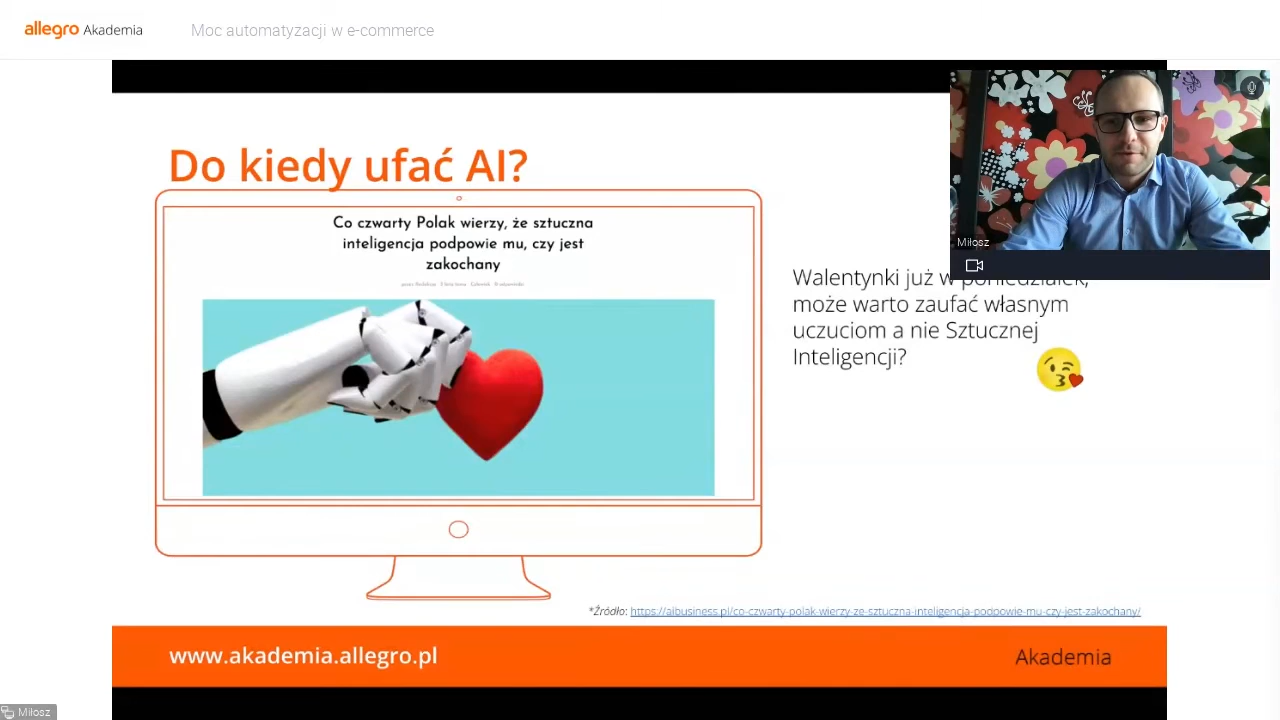 allegro Akademia
Moc automatyzacji w e-commerce
Do kiedy ufać AI?
Co czwarty Polak wierzy, że sztuczna
inteligencja podpowie mu, czy jest
zakochany
Miłosz
Walentynki już w poniedziałek,
może warto zaufać własnym
uczuciom a nie Sztucznej
Inteligencji?
*Źródło: https://aibusiness.pl/co-czwarty-polak-wierzy-ze-sztuczna-inteligencja-podpowie-mu-czy-jest-zakochany/
www.akademia.allegro.pl
Akademia
Miłosz